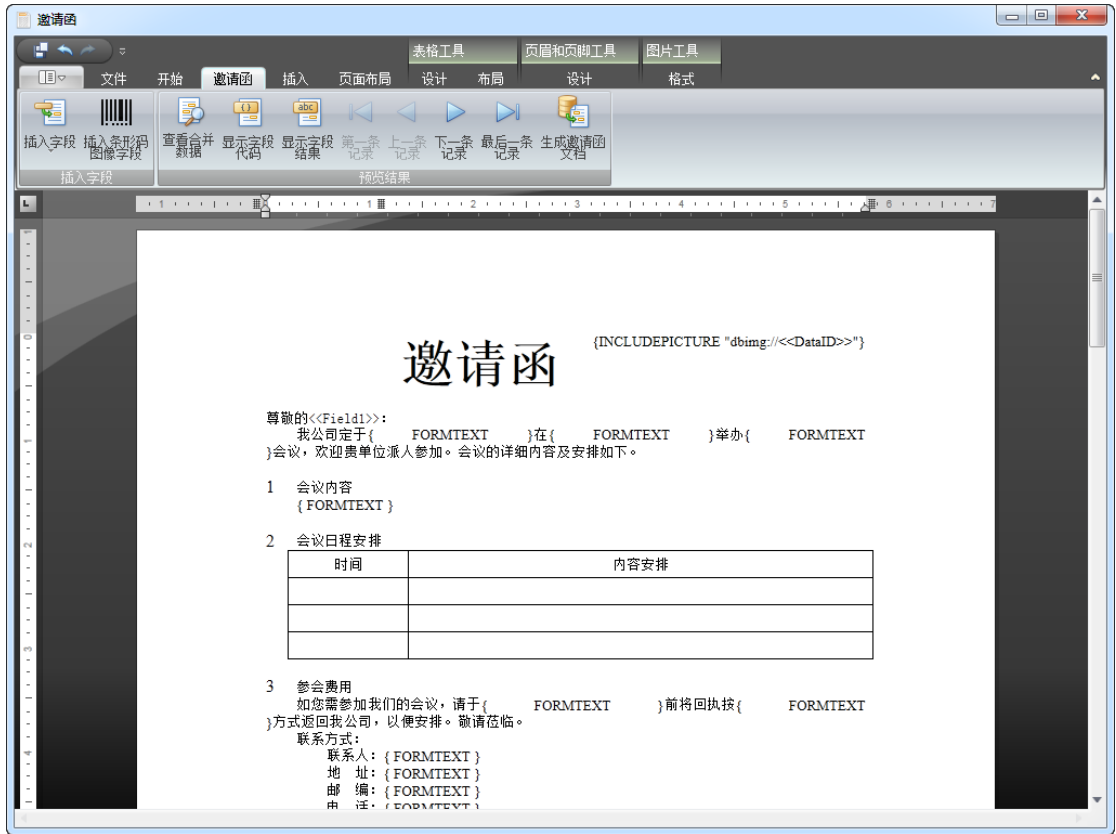 邀请函
表格工具 页眉和页脚工具 图片工具
文件 开始 邀请函 插入 页面布局 设计 布局 设计 格式
插入字段 插入条形码图像字段 查看合并数据 显示字段代码 显示字段结果 第一条记录 上一条记录 下一条记录 最后一条记录 生成邀请函文档
插入字段 预览结果
1 1 2 3 4 5 6 7
邀请函 {INCLUDEPICTURE "dbimg://<<DataID>>"}
尊敬的<<Field1>>:
我公司定于{ FORMTEXT }在{ FORMTEXT }举办{ FORMTEXT
}会议，欢迎贵单位派人参加。会议的详细内容及安排如下。
1 会议内容
{ FORMTEXT }
2 会议日程安排
时间 内容安排
3 参会费用
如您需参加我们的会议，请于{ FORMTEXT }前将回执按{ FORMTEXT
}方式返回我公司，以便安排。敬请莅临。
联系方式：
联系人：{ FORMTEXT }
地 址：{ FORMTEXT }
邮 编：{ FORMTEXT }
电 话：{ FORMTEXT }